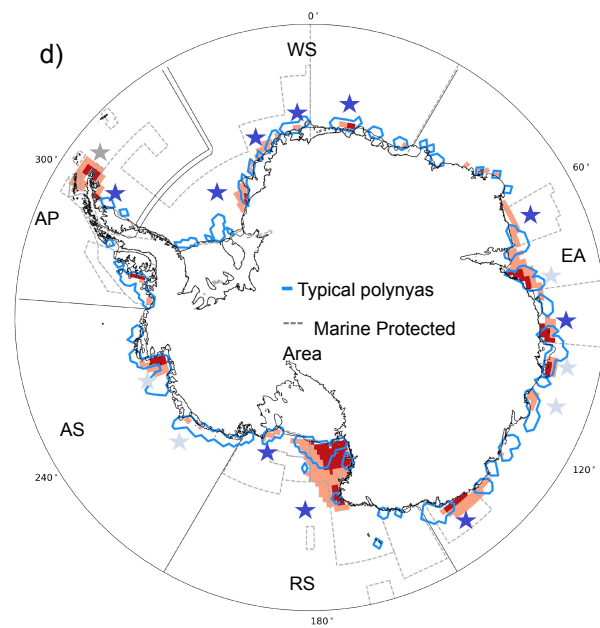 0°
d)
WS
300°
60°
AP
EA
Typical polynyas
Marine Protected
Area
AS
240°
120°
RS
180°